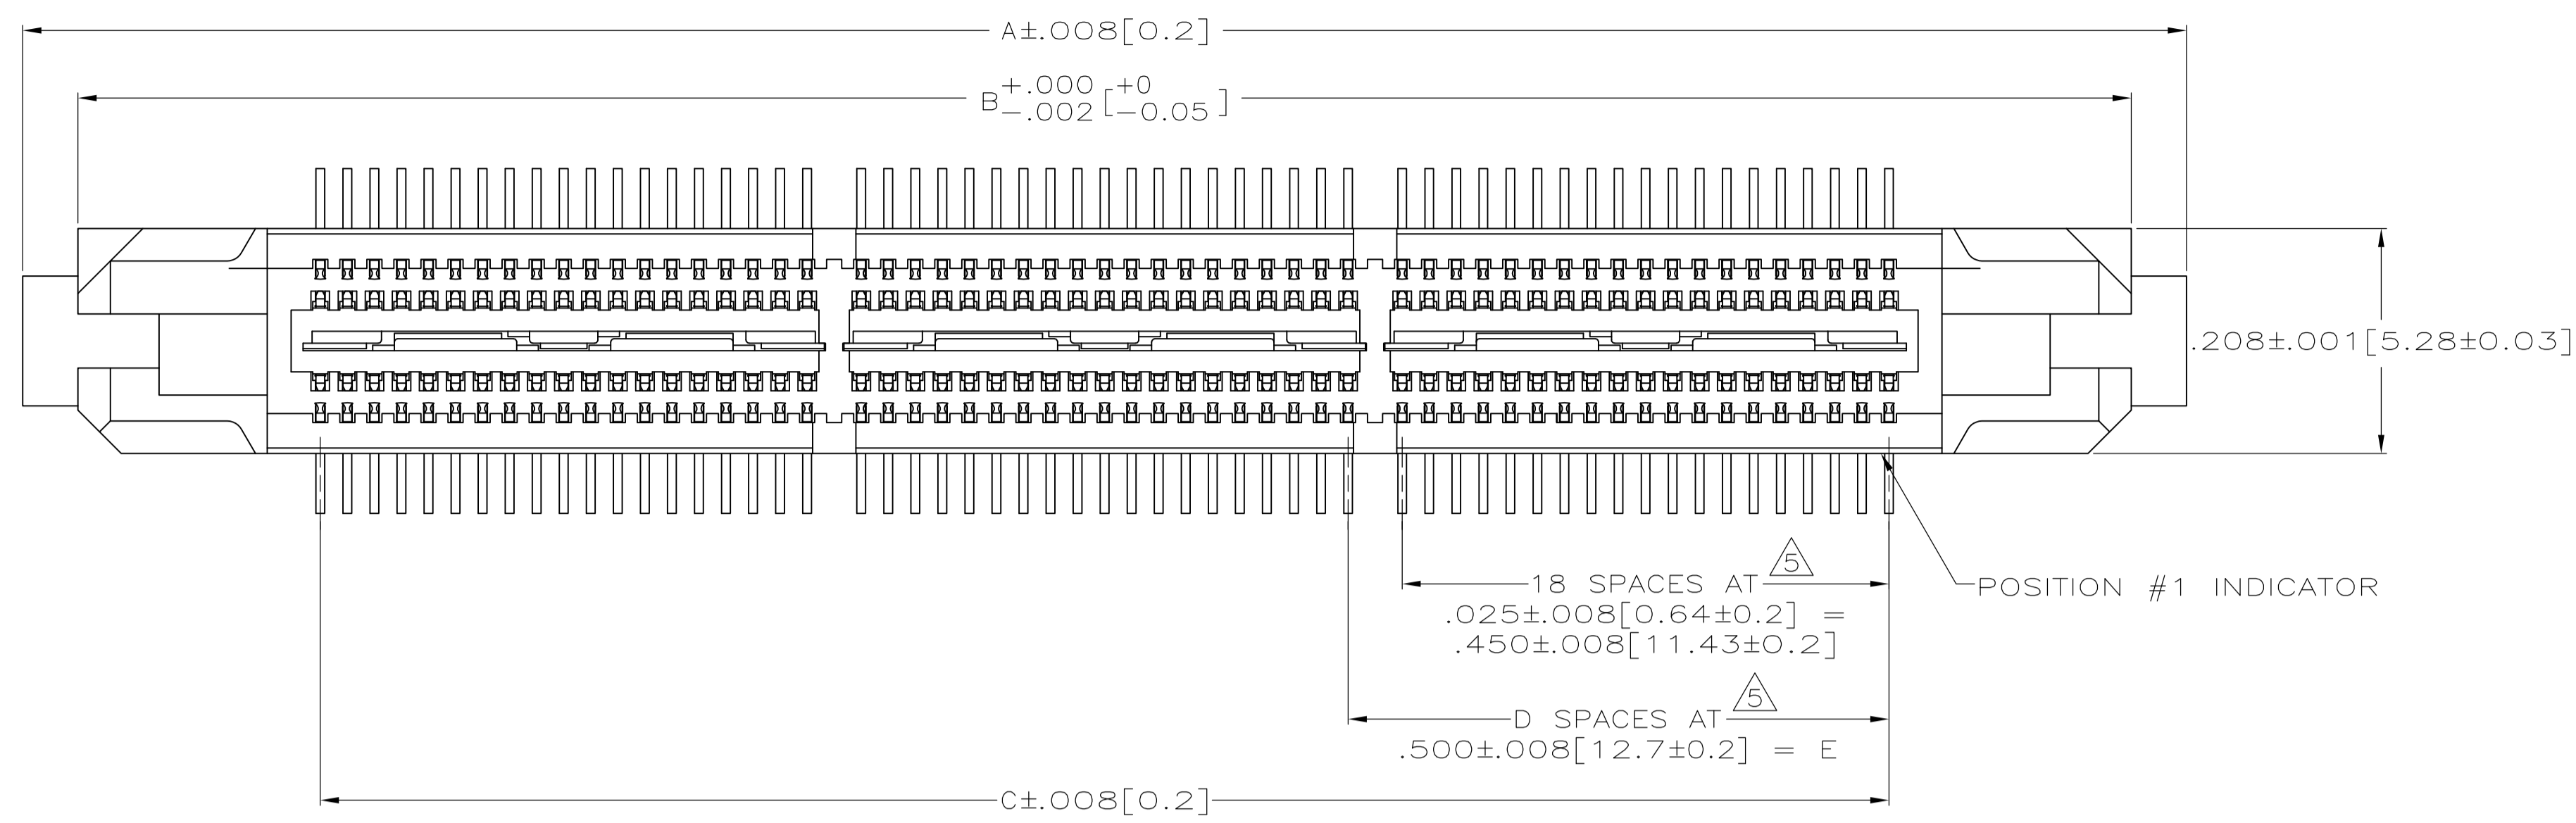 A±.008[0.2]
B +.000 -.002 [+0 -0.05]
.208±.001[5.28±0.03]
5
18 SPACES AT
.025±.008[0.64±0.2] =
.450±.008[11.43±0.2]
POSITION #1 INDICATOR
5
D SPACES AT
.500±.008[12.7±0.2] = E
C±.008[0.2]